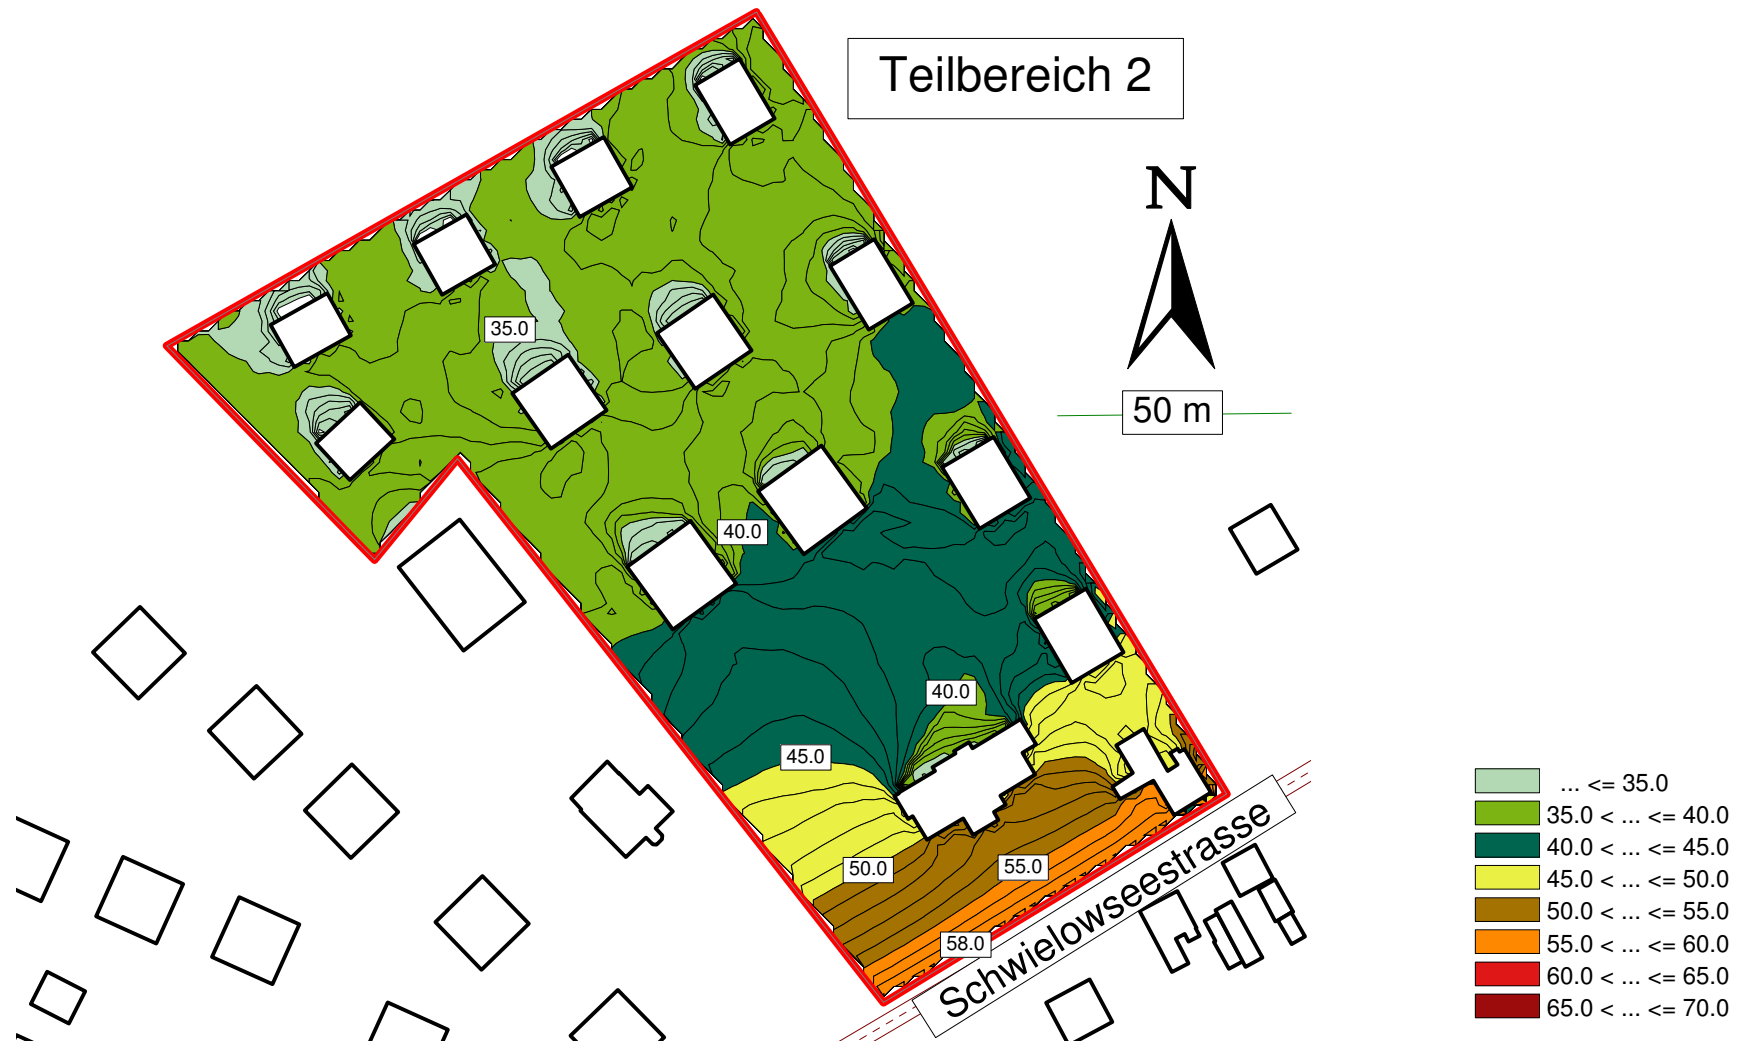 Teilbereich 2
N
35.0
50 m
40.0
40.0
45.0
50.0
55.0
58.0
Schwielowseestrasse
... <= 35.0
35.0 < ... <= 40.0
40.0 < ... <= 45.0
45.0 < ... <= 50.0
50.0 < ... <= 55.0
55.0 < ... <= 60.0
60.0 < ... <= 65.0
65.0 < ... <= 70.0